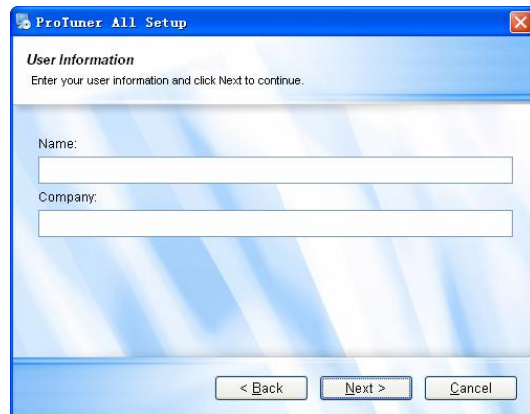 ProTuner All Setup
User Information
Enter your user information and click Next to continue.
Name:
Company:
< Back
Next >
Cancel